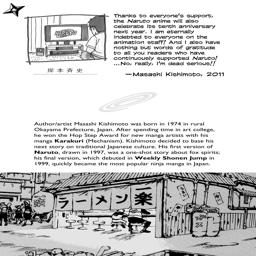 Thanks to everyone's support,
the Naruto anime will also
celebrate its tenth anniversary
next year. I am eternally
indebted to everyone on the
animation staff! And I also have
nothing but words of gratitude
to all you readers who have
continuously supported Naruto!
...No, really. I'm dead serious!!
—Masashi Kishimoto, 2011
岸本斉史
Author/artist Masashi Kishimoto was born in 1974 in rural
Okayama Prefecture, Japan. After spending time in art college,
he won the Hop Step Award for new manga artists with his
manga Karakuri (Mechanism). Kishimoto decided to base his
next story on traditional Japanese culture. His first version of
Naruto, drawn in 1997, was a one-shot story about fox spirits;
his final version, which debuted in Weekly Shonen Jump in
1999, quickly became the most popular ninja manga in Japan.
ラーメン一楽